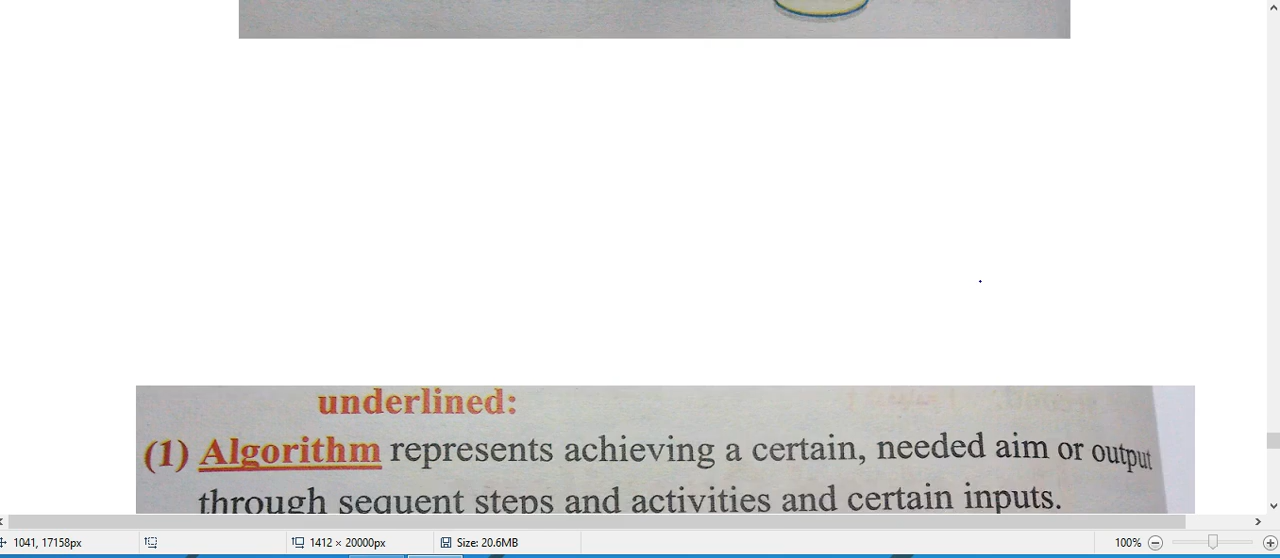 underlined:
(1) Algorithm represents achieving a certain, needed aim or output
through sequent steps and activities and certain inputs.
1041, 17158px 1412 × 20000px Size: 20.6MB 100%